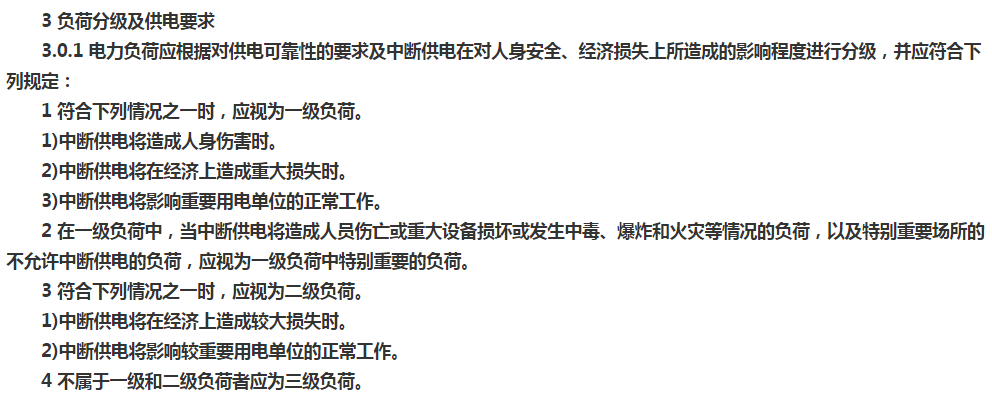 3 负荷分级及供电要求
3.0.1 电力负荷应根据对供电可靠性的要求及中断供电在对人身安全、经济损失上所造成的影响程度进行分级，并应符合下
列规定：
1 符合下列情况之一时，应视为一级负荷。
1)中断供电将造成人身伤害时。
2)中断供电将在经济上造成重大损失时。
3)中断供电将影响重要用电单位的正常工作。
2 在一级负荷中，当中断供电将造成人员伤亡或重大设备损坏或发生中毒、爆炸和火灾等情况的负荷，以及特别重要场所的
不允许中断供电的负荷，应视为一级负荷中特别重要的负荷。
3 符合下列情况之一时，应视为二级负荷。
1)中断供电将在经济上造成较大损失时。
2)中断供电将影响较重要用电单位的正常工作。
4 不属于一级和二级负荷者应为三级负荷。